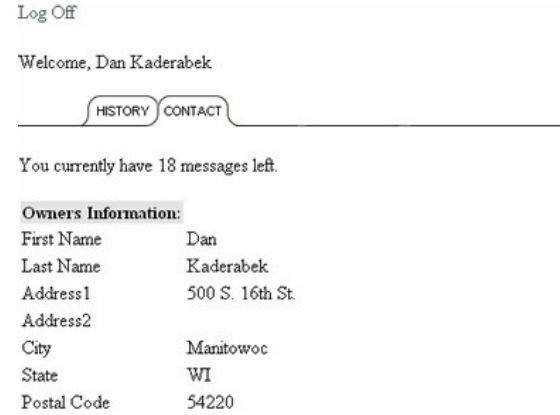 Log Off
Welcome, Dan Kaderabek
HISTORY CONTACT
You currently have 18 messages left.
Owners Information:
First Name Dan
Last Name Kaderabek
Address1 500 S. 16th St.
Address2
City Manitowoc
State WI
Postal Code 54220